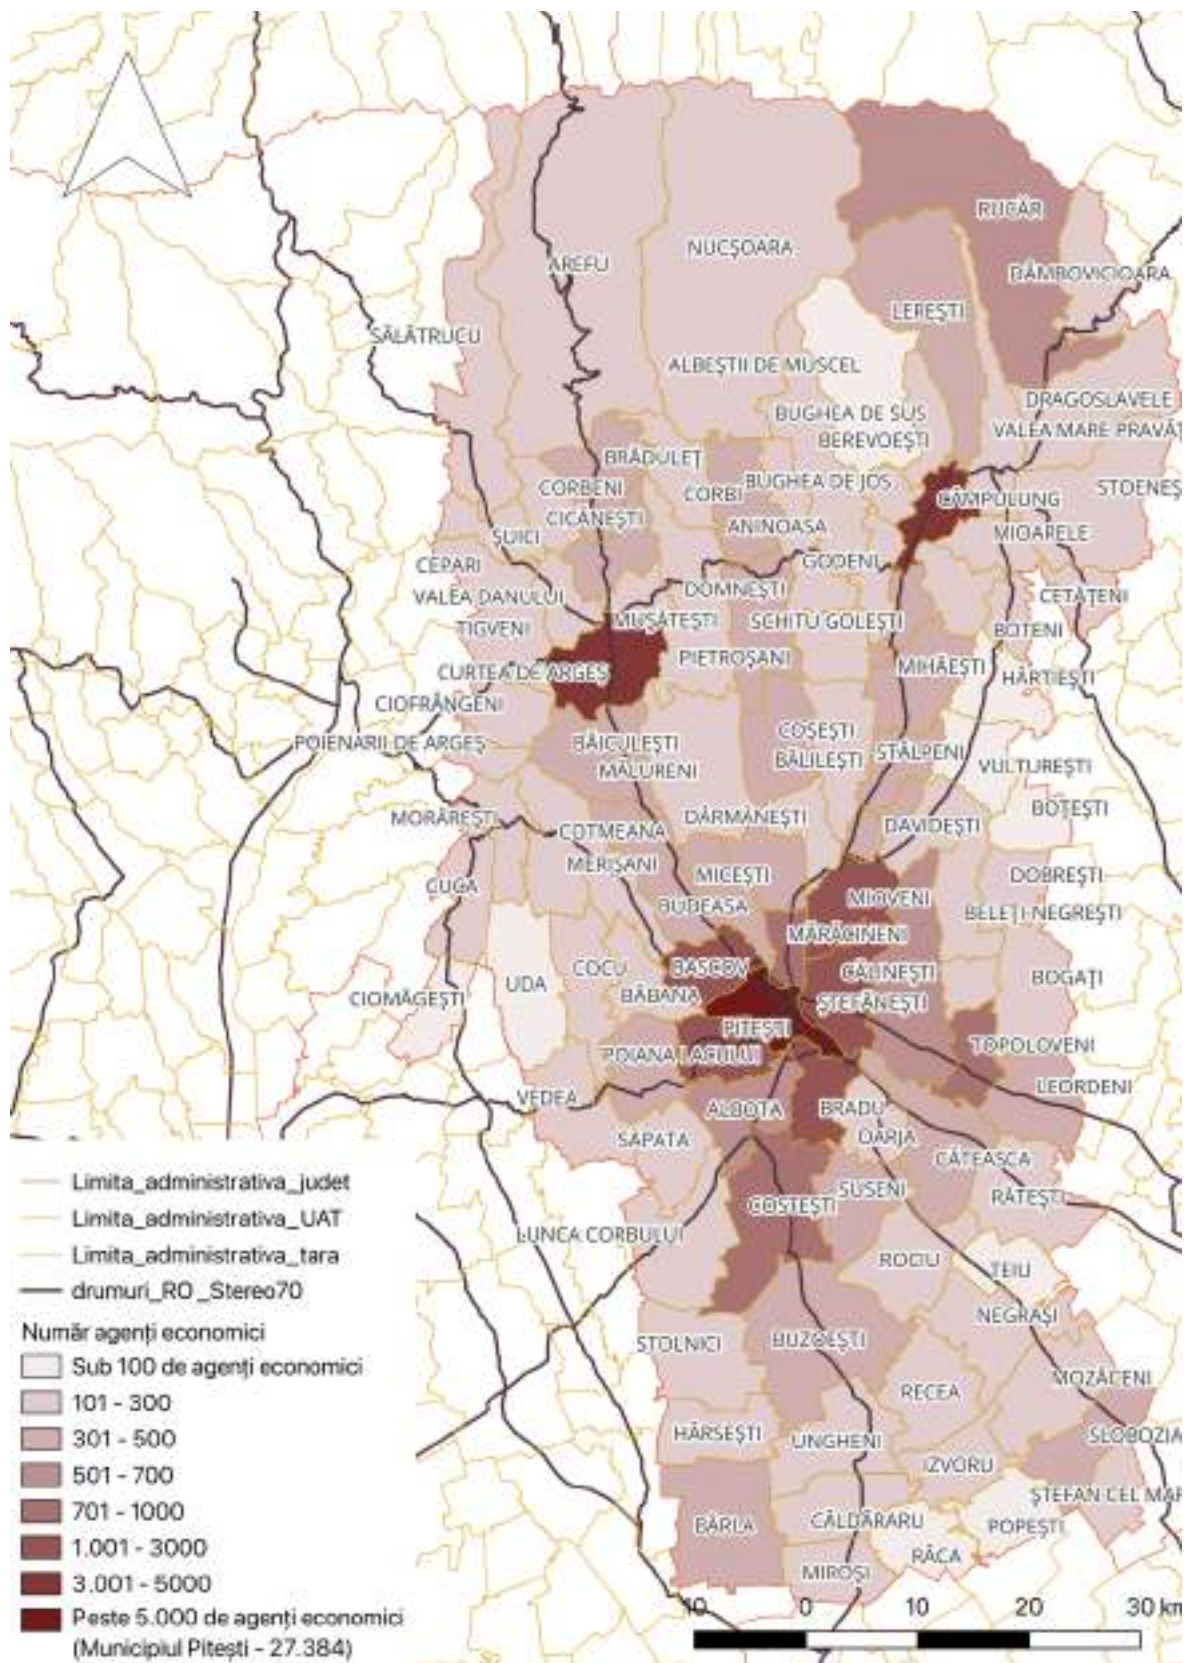 RUCĂR
NUCȘOARA
AREFU
DÂMBOVICIOARA
LEREȘTI
SĂLĂTRUCU
ALBEȘTII DE MUSCEL
DRAGOSLAVELE
BUGHEA DE SUS
VALEA MARE PRAVĂȚ
BEREVOEȘTI
BRĂDULEȚ
BUGHEA DE JOS
CORBENI
CORBI
STOENEȘ
CÂMPULUNG
CICĂNEȘTI
ANINOASA
ȘUICI
MIOARELE
CEPARI
GODENI
DOMNEȘTI
CETĂȚENI
VALEA DANULUI
MUȘĂTEȘTI
SCHITU GOLEȘTI
TIGVENI
BOTENI
PIETROȘANI
MIHĂEȘTI
CURTEA DE ARGEȘ
HÂRTIEȘTI
CIOFRÂNGENI
COȘEȘTI
POIENARII DE ARGEȘ
BĂICULEȘTI
STÂLPENI
BĂLILEȘTI
MĂLURENI
VULTUREȘTI
BOȚEȘTI
MORĂREȘTI
DÂRMĂNEȘTI
COTMEANA
DAVIDEȘTI
MERIȘANI
MICEȘTI
DOBREȘTI
CUCA
MIOVENI
BUDEASA
BELEȚI NEGREȘTI
MĂRĂCINENI
COCU
BASCOV
CĂLINEȘTI
BOGAȚI
UDA
CIOMĂGEȘTI
BĂBANA
ȘTEFĂNEȘTI
PITEȘTI
TOPOLOVENI
POIANA LACULUI
LEORDENI
VEDEA
ALBOTA
BRADU
SĂPATA
OARJA
CĂTEASCA
SUSENI
RĂTEȘTI
COSTEȘTI
LUNCA CORBULUI
ROCIU
TEIU
NEGRAȘI
STOLNICI
BUZOEȘTI
MOZĂCENI
RECEA
HÂRSEȘTI
UNGHENI
SLOBOZIA
IZVORU
ȘTEFAN CEL MAR
BÂRLA
CĂLDĂRARU
POPEȘTI
RÂCA
MIROȘI
Limita_administrativa_judet
Limita_administrativa_UAT
Limita_administrativa_tara
drumuri_RO_Stereo70
Număr agenți economici
Sub 100 de agenți economici
101 - 300
301 - 500
501 - 700
701 - 1000
1.001 - 3000
3.001 - 5000
Peste 5.000 de agenți economici
(Municipiul Pitești - 27.384)
10 0 10 20 30 km